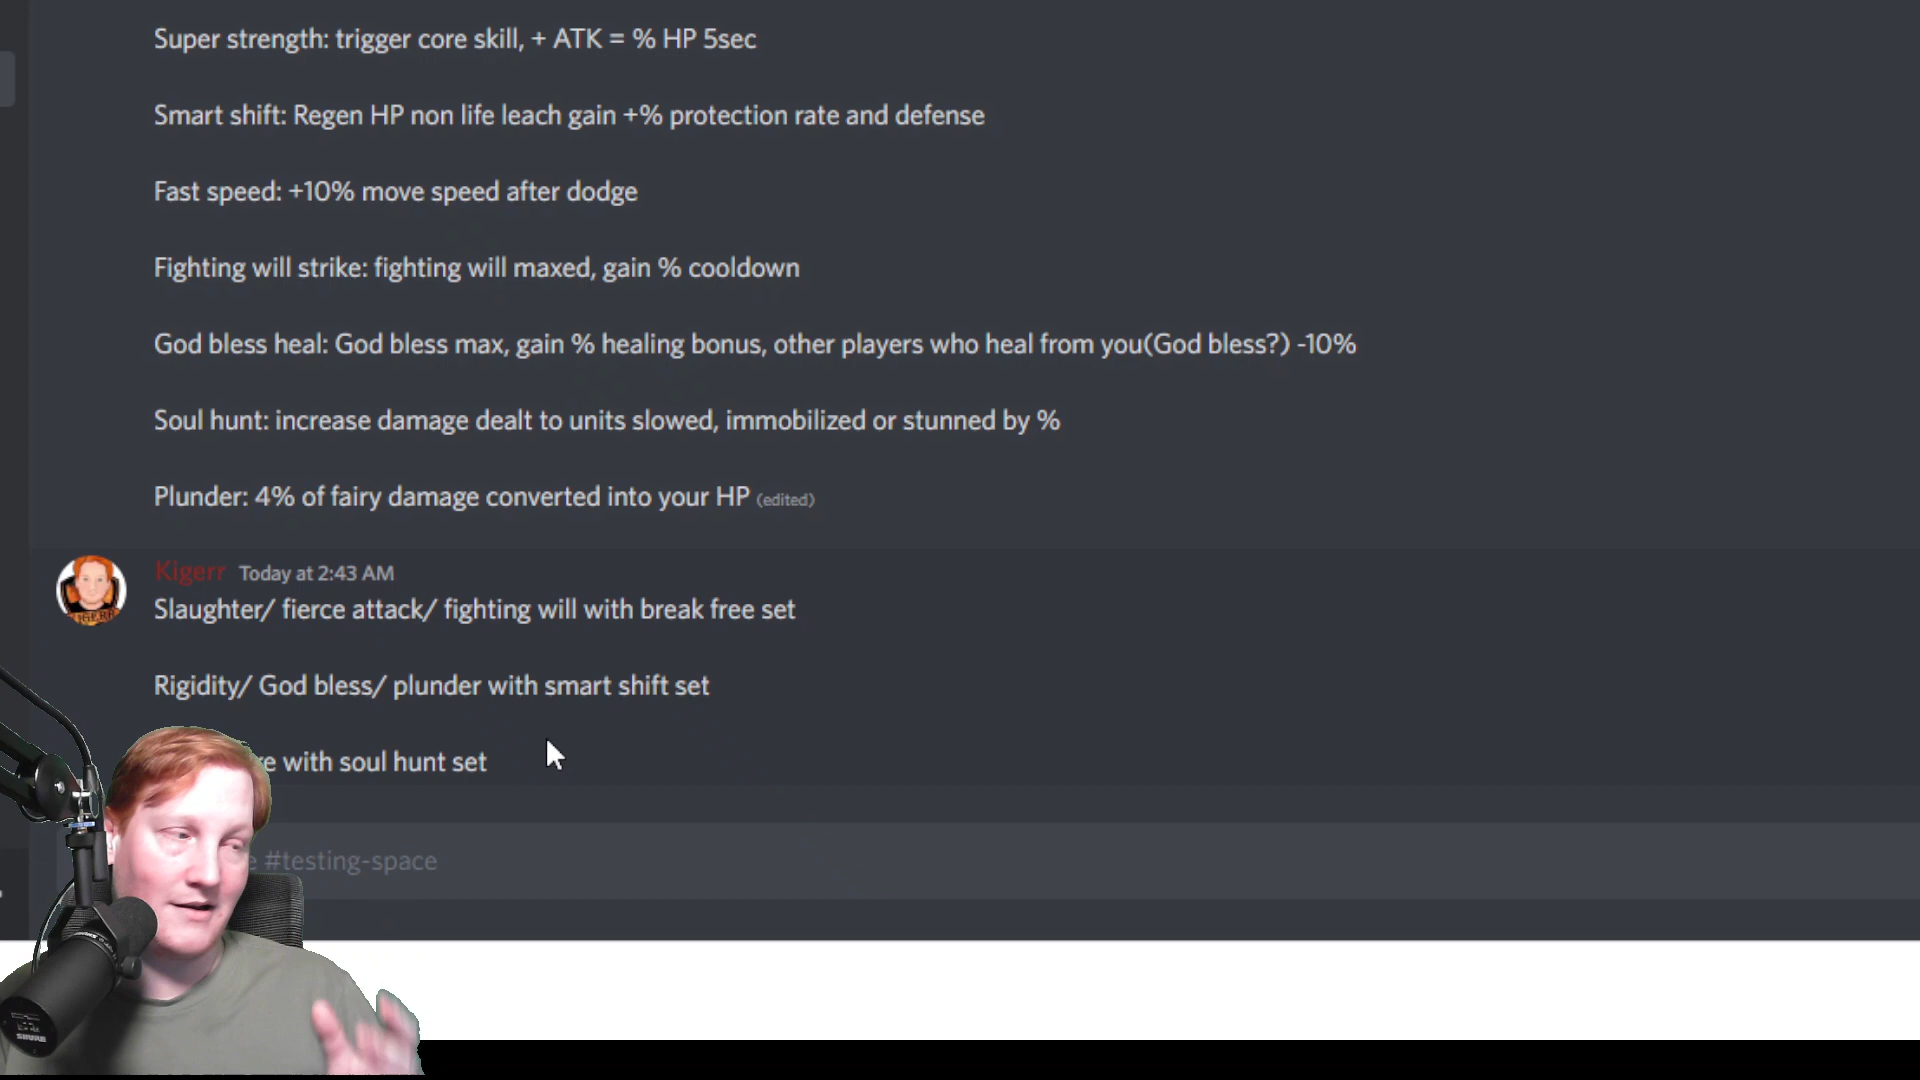 Super strength: trigger core skill, + ATK = % HP 5sec
Smart shift: Regen HP non life leach gain +% protection rate and defense
Fast speed: +10% move speed after dodge
Fighting will strike: fighting will maxed, gain % cooldown
God bless heal: God bless max, gain % healing bonus, other players who heal from you(God bless?) -10%
Soul hunt: increase damage dealt to units slowed, immobilized or stunned by %
Plunder: 4% of fairy damage converted into your HP (edited)
Kigerr Today at 2:43 AM
Slaughter/ fierce attack/ fighting will with break free set
Rigidity/ God bless/ plunder with smart shift set
with soul hunt set
#testing-space
SHURE